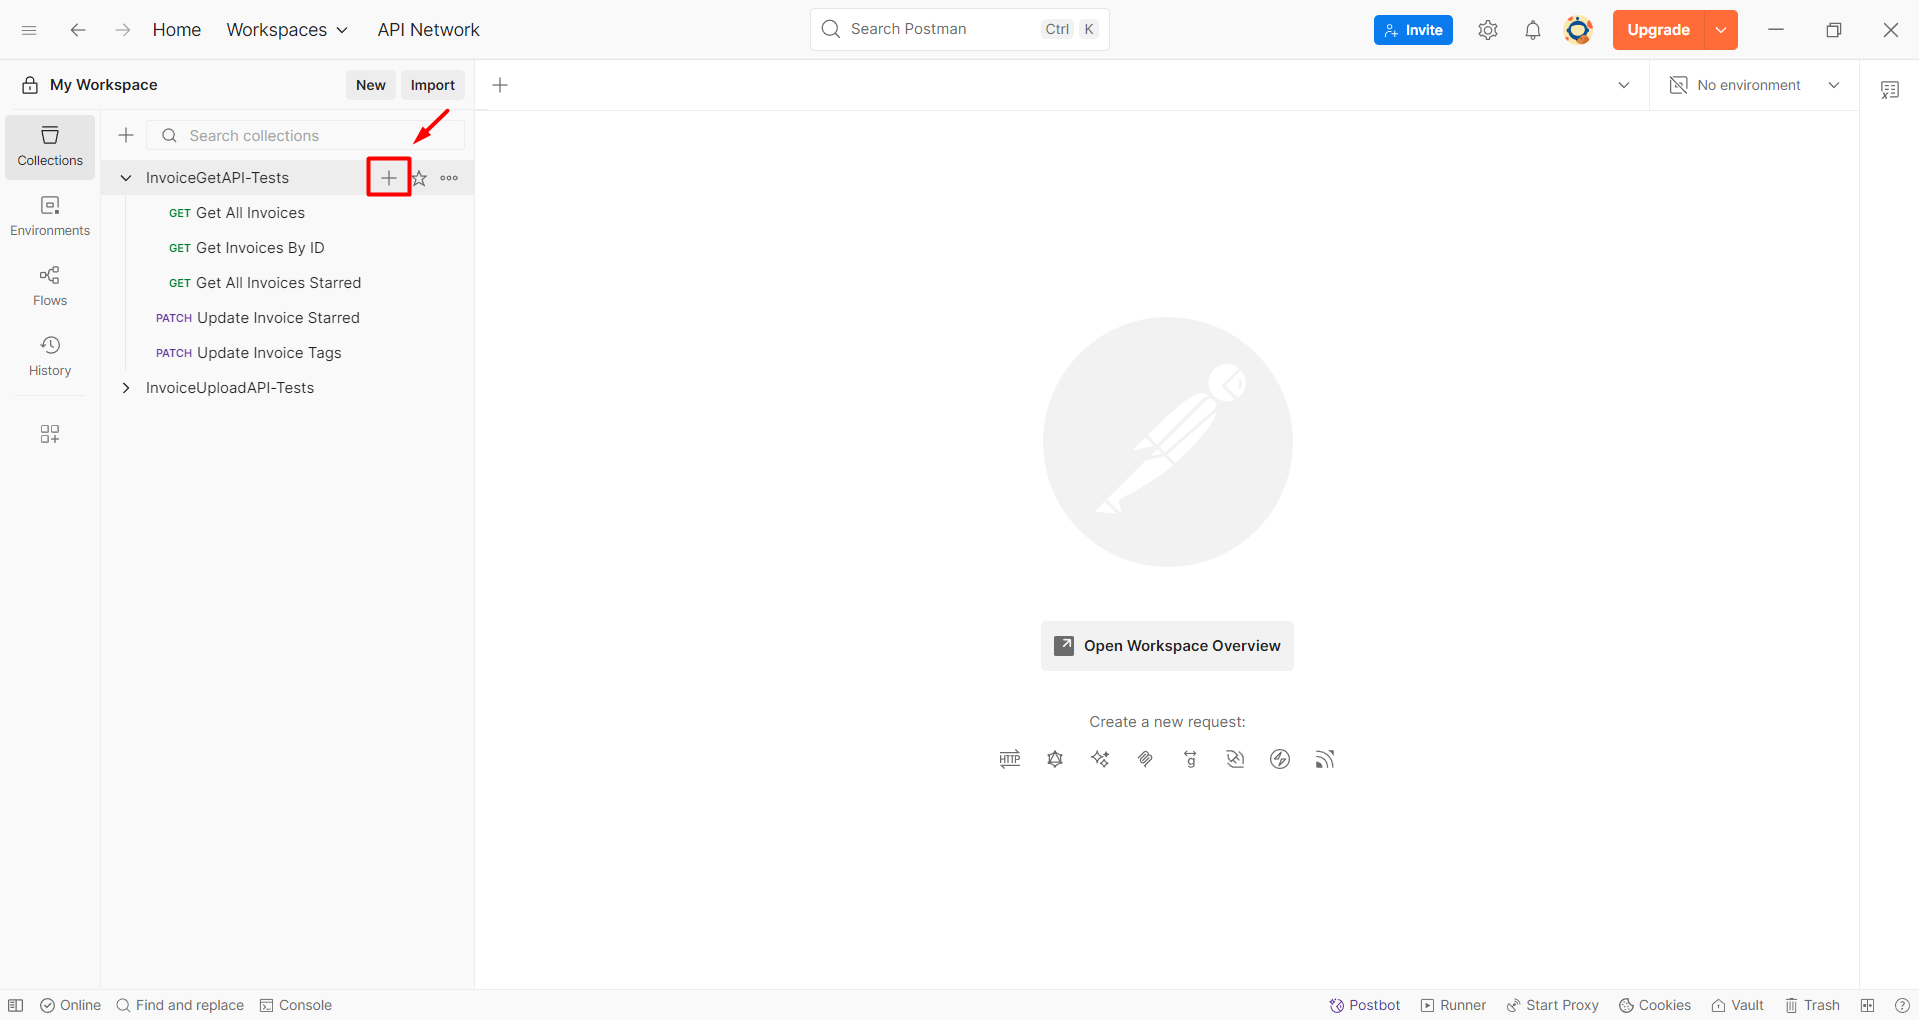 Home Workspaces API Network
Search Postman Ctrl K
Invite
Upgrade
My Workspace New Import
No environment
Search collections
Collections
InvoiceGetAPI-Tests
GET Get All Invoices
Environments
GET Get Invoices By ID
GET Get All Invoices Starred
Flows
PATCH Update Invoice Starred
PATCH Update Invoice Tags
History
InvoiceUploadAPI-Tests
Open Workspace Overview
Create a new request:
HTTP
g
Online Find and replace Console
Postbot Runner Start Proxy Cookies Vault Trash